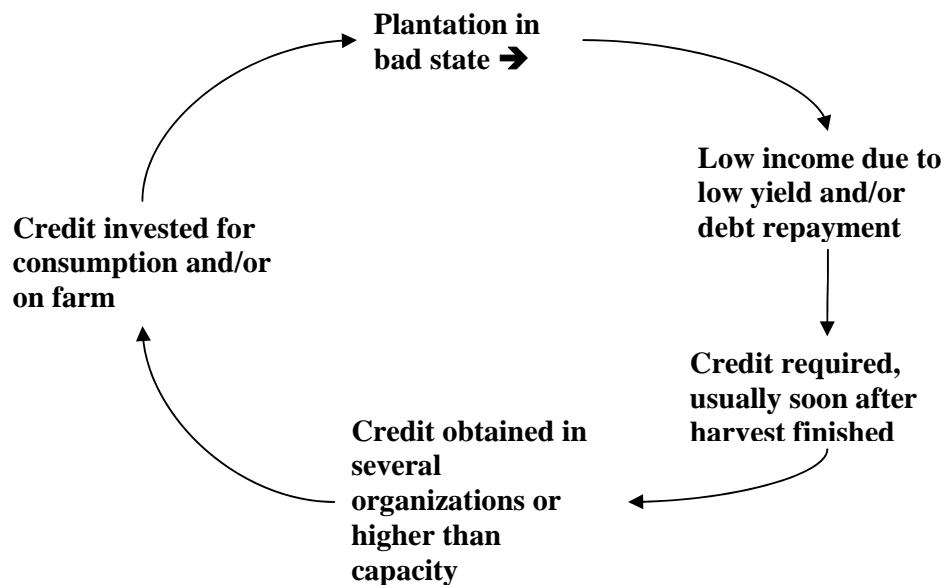 Plantation in
bad state ➔
Low income due to
low yield and/or
debt repayment
Credit required,
usually soon after
harvest finished
Credit obtained in
several
organizations or
higher than
capacity
Credit invested for
consumption and/or
on farm